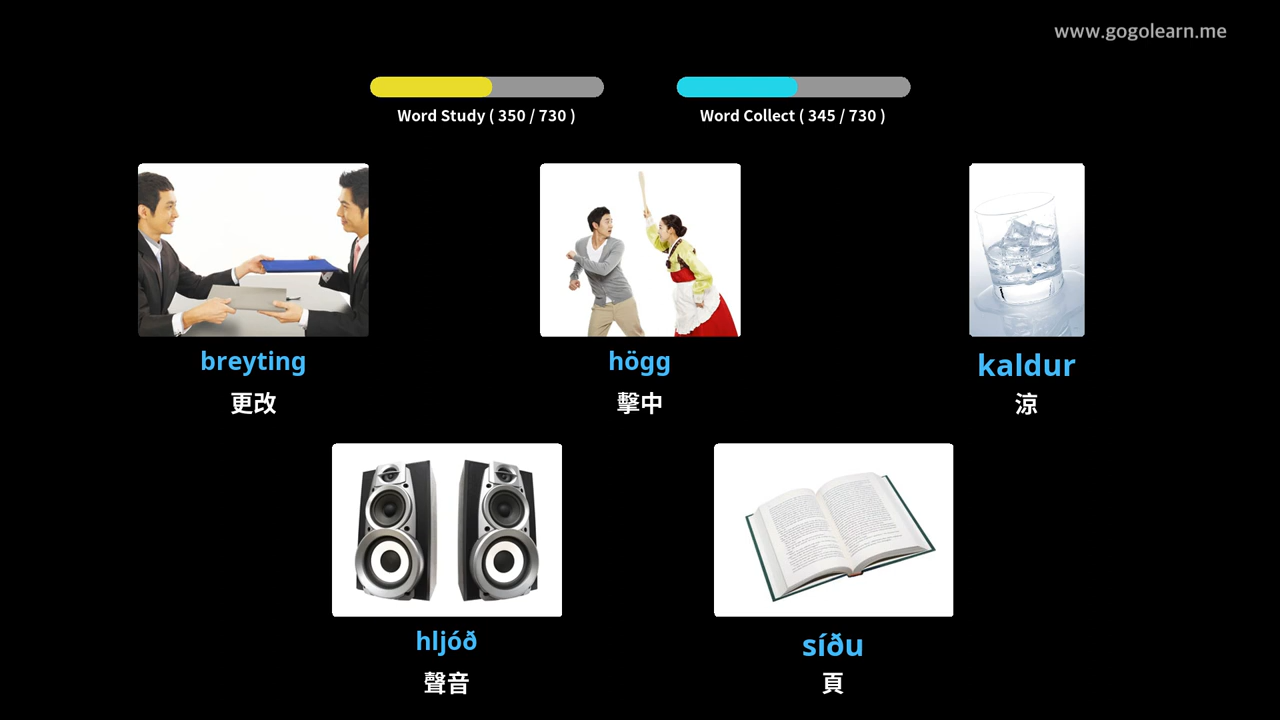 www.gogolearn.me
Word Study ( 350 / 730 )
Word Collect ( 345 / 730 )
breyting
更改
högg
擊中
kaldur
涼
hljóð
聲音
síðu
頁